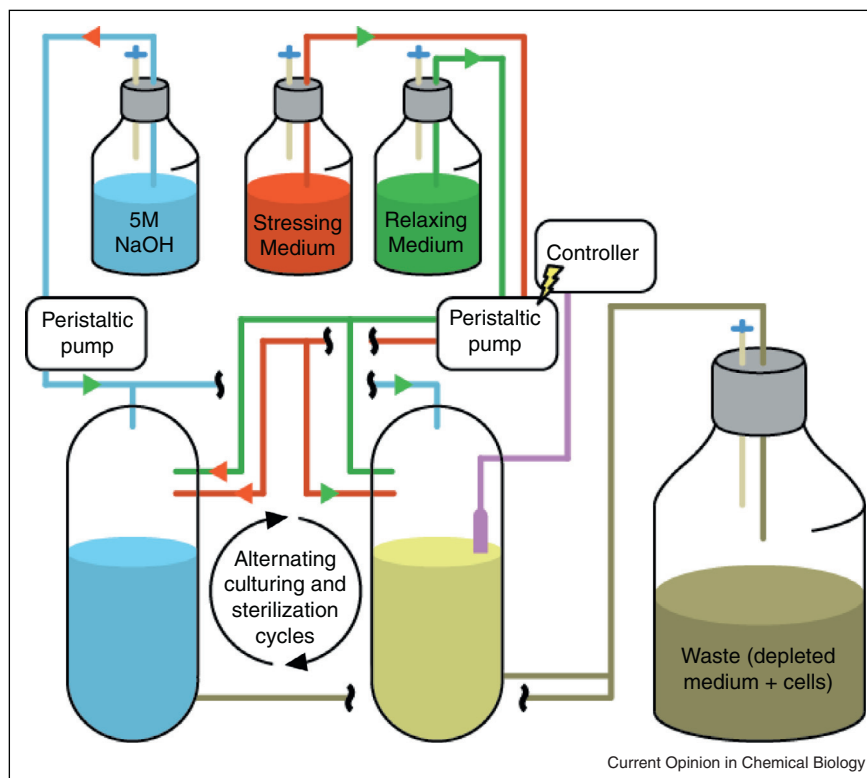 5M
NaOH
Stressing
Medium
Relaxing
Medium
Controller
Peristaltic
pump
Peristaltic
pump
Alternating
culturing and
sterilization
cycles
Waste (depleted
medium + cells)
Current Opinion in Chemical Biology